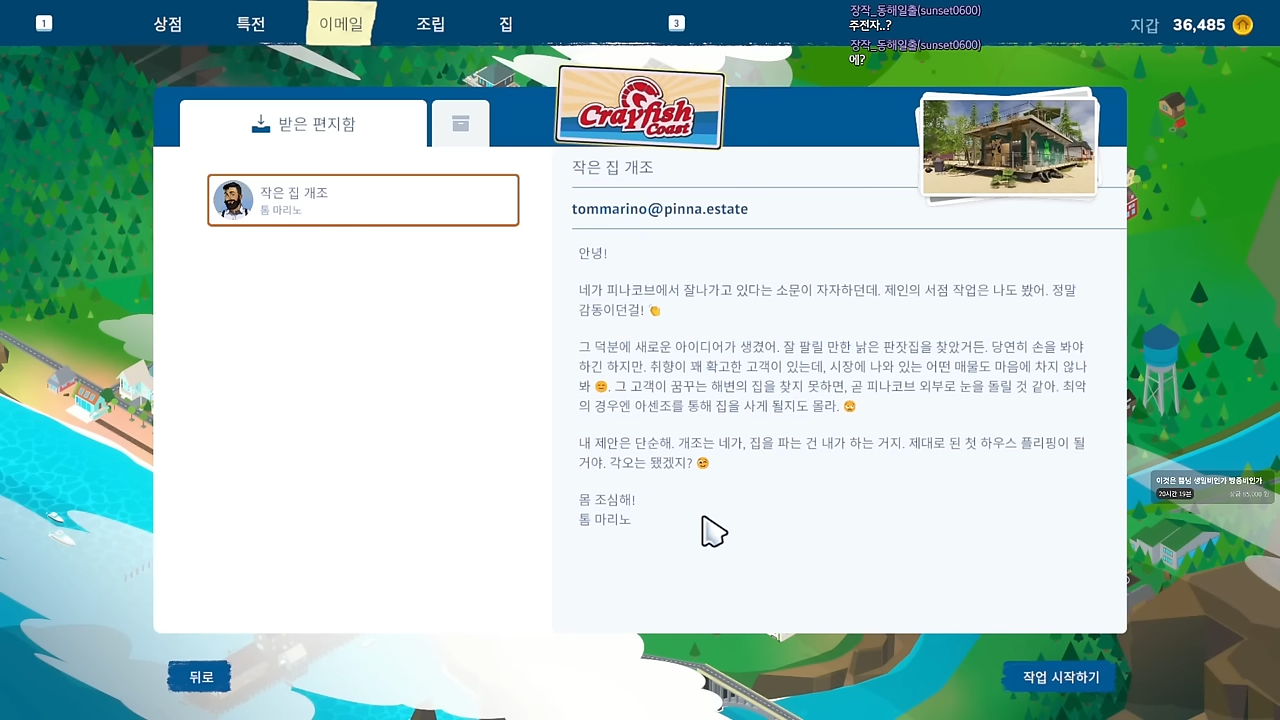 1
상점
특전
이메일
조립
집
3
장작_동해일출(sunset0600)
주전자..?
장작_동해일출(sunset0600)
에?
지갑 36,485
받은 편지함
Crayfish
Coast
작은 집 개조
톰 마리노
작은 집 개조
tommarino@pinna.estate
안녕!
네가 피나코브에서 잘나가고 있다는 소문이 자자하던데. 제인의 서점 작업은 나도 봤어. 정말
감동이던걸! 👏
그 덕분에 새로운 아이디어가 생겼어. 잘 팔릴 만한 낡은 판잣집을 찾았거든. 당연히 손을 봐야
하긴 하지만. 취향이 꽤 확고한 고객이 있는데, 시장에 나와 있는 어떤 매물도 마음에 차지 않나
봐 😊. 그 고객이 꿈꾸는 해변의 집을 찾지 못하면, 곧 피나코브 외부로 눈을 돌릴 것 같아. 최악
의 경우엔 아센조를 통해 집을 사게 될지도 몰라.
내 제안은 단순해. 개조는 네가, 집을 파는 건 내가 하는 거지. 제대로 된 첫 하우스 플리핑이 될
거야. 각오는 됐겠지? 😉
몸 조심해!
톰 마리노
20시간 19분
뒤로
작업 시작하기